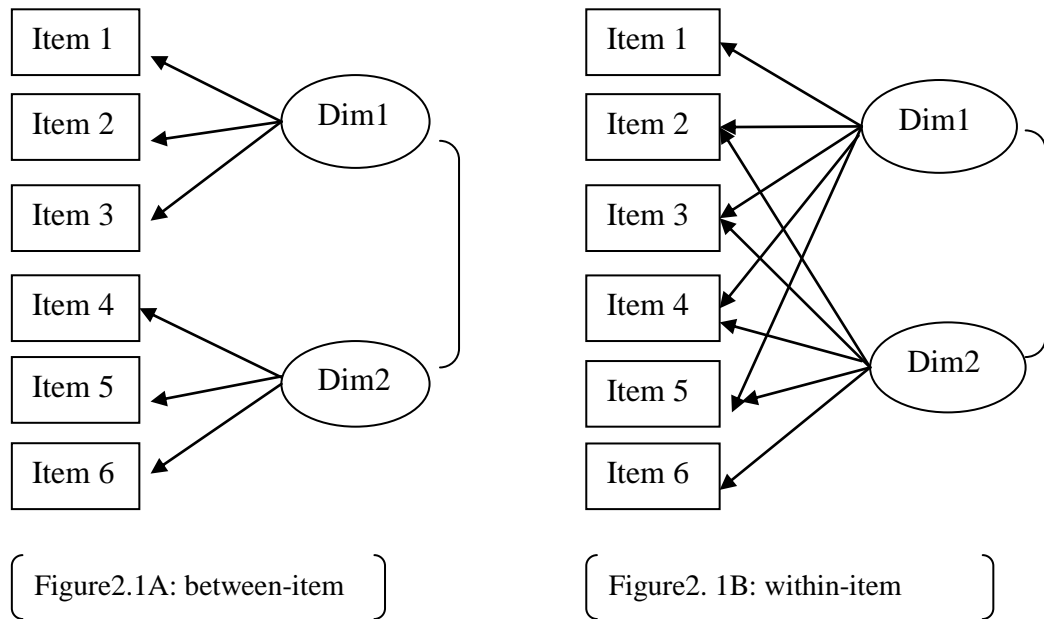 Item 1
Item 2
Item 3
Item 4
Item 5
Item 6
Dim1
Dim2
Figure2.1A: between-item
Item 1
Item 2
Item 3
Item 4
Item 5
Item 6
Dim1
Dim2
Figure2. 1B: within-item